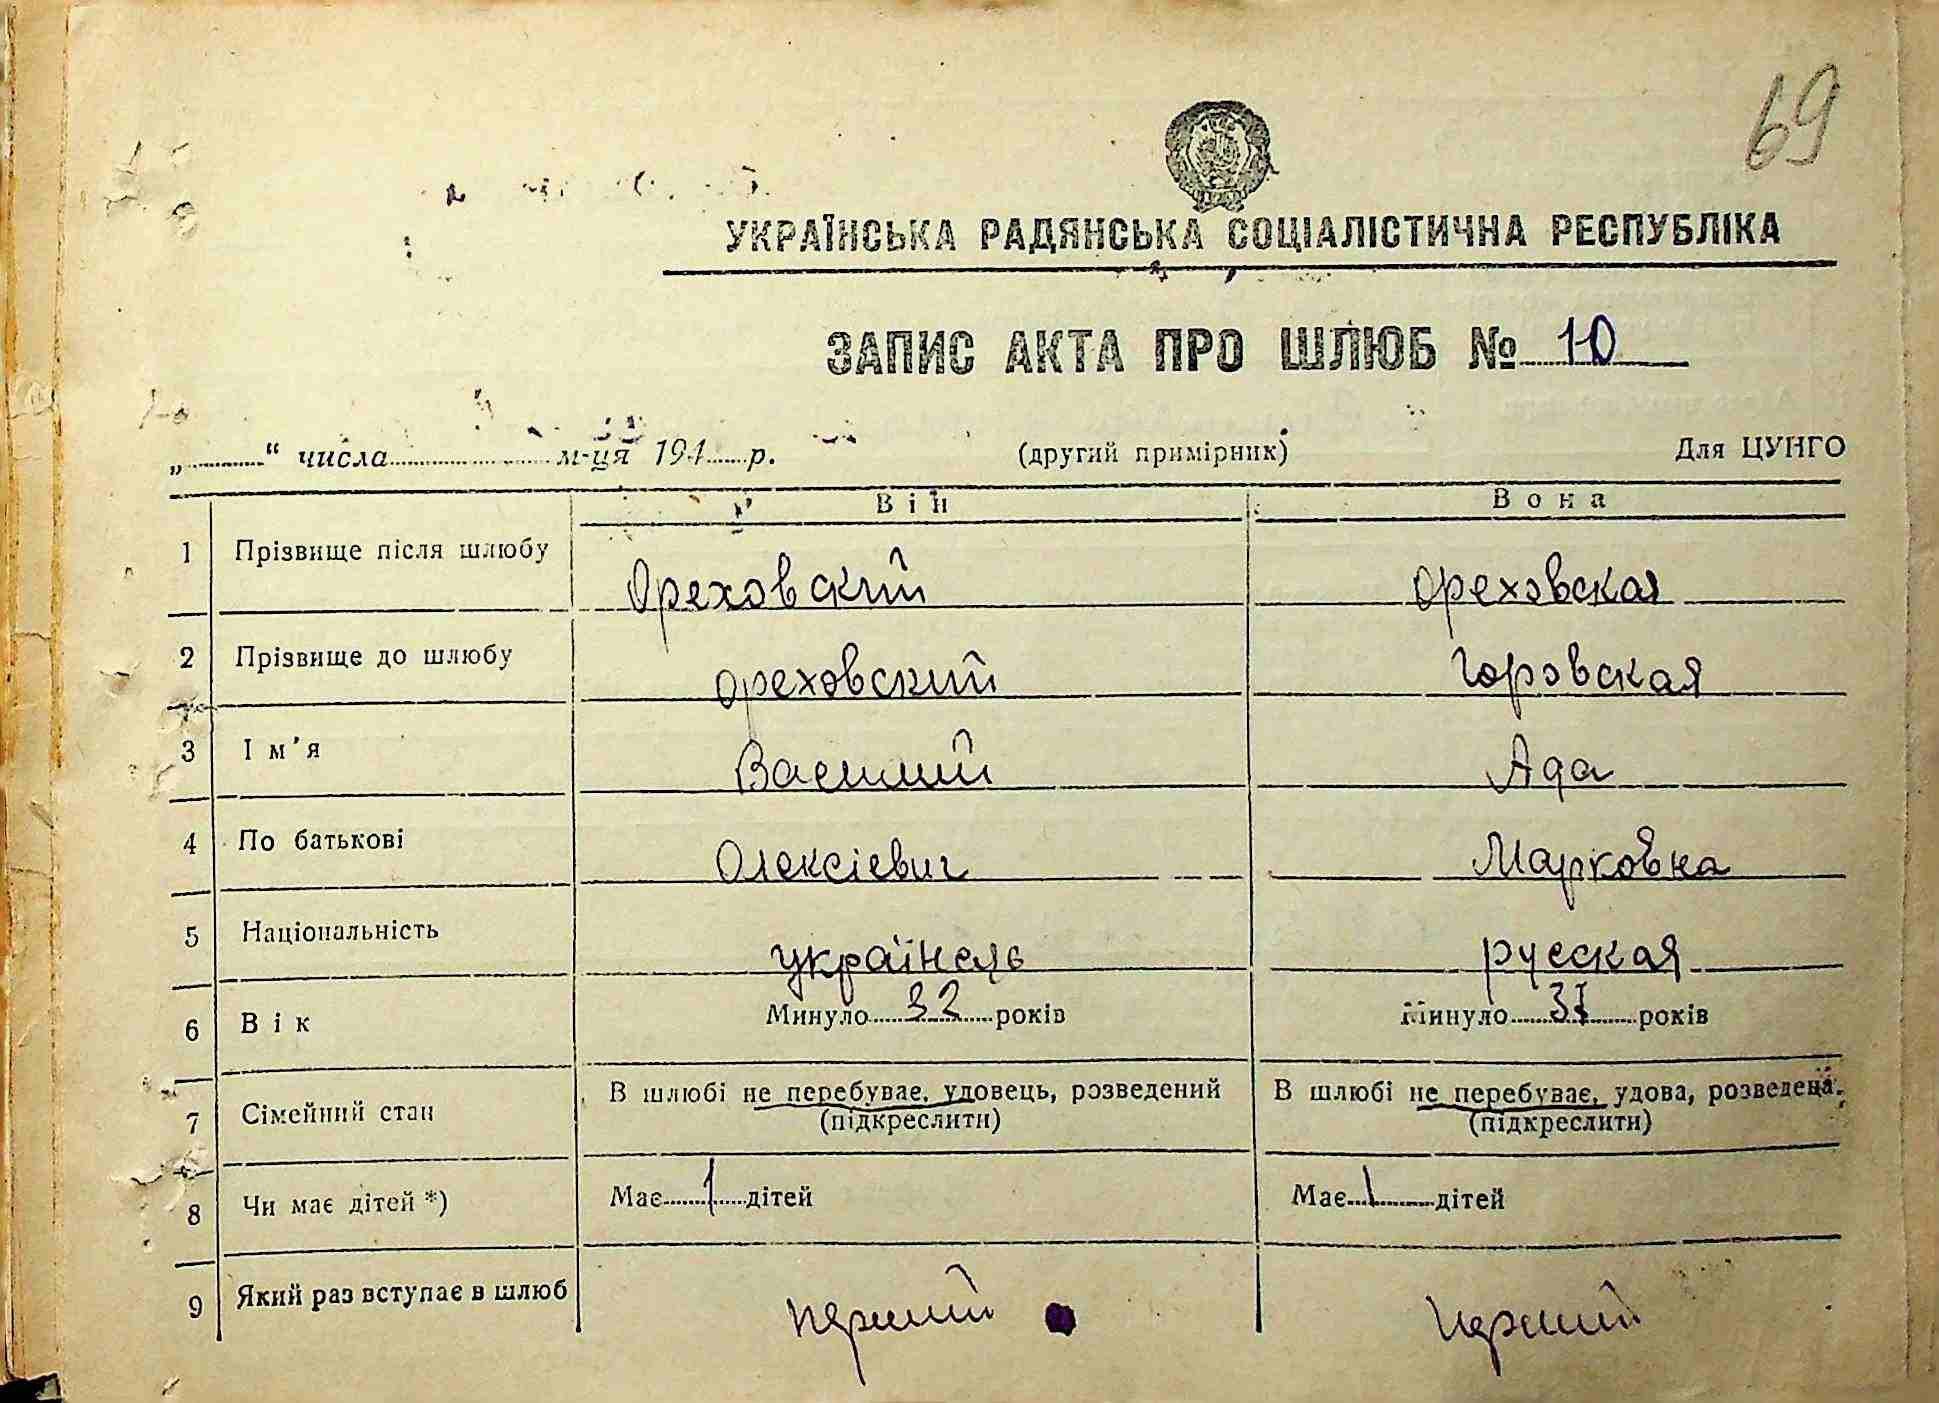 69
УКРАЇНСЬКА РАДЯНСЬКА СОЦІАЛІСТИЧНА РЕСПУБЛІКА
ЗАПИС АКТА ПРО ШЛЮБ № 10
„ “ числа м-ця 194 р. (другий примірник) Для ЦУНГО
Він Вона
1 Прізвище після шлюбу Ореховский Ореховская
2 Прізвище до шлюбу Ореховский Горовская
3 Ім'я Василий Ада
4 По батькові Олексієвич Марковна
5 Національність українець русская
6 Вік Минуло 32 років Минуло 37 років
7 Сімейний стан В шлюбі не перебуває, удовець, розведений (підкреслити) В шлюбі не перебуває, удова, розведена, (підкреслити)
8 Чи має дітей *) Має 1 дітей Має 1 дітей
9 Який раз вступає в шлюб перший перший